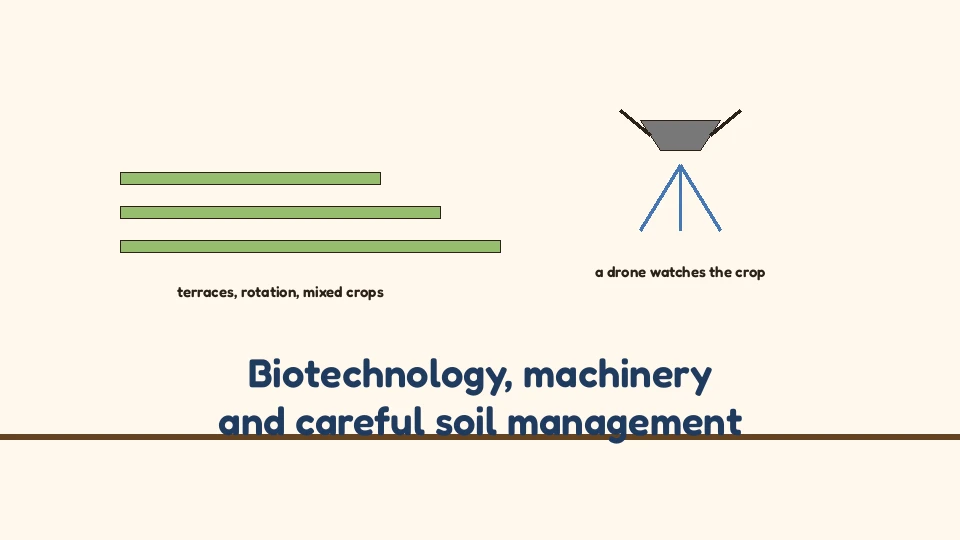 a drone watches the crop
terraces, rotation, mixed crops
Biotechnology, machinery
and careful soil management